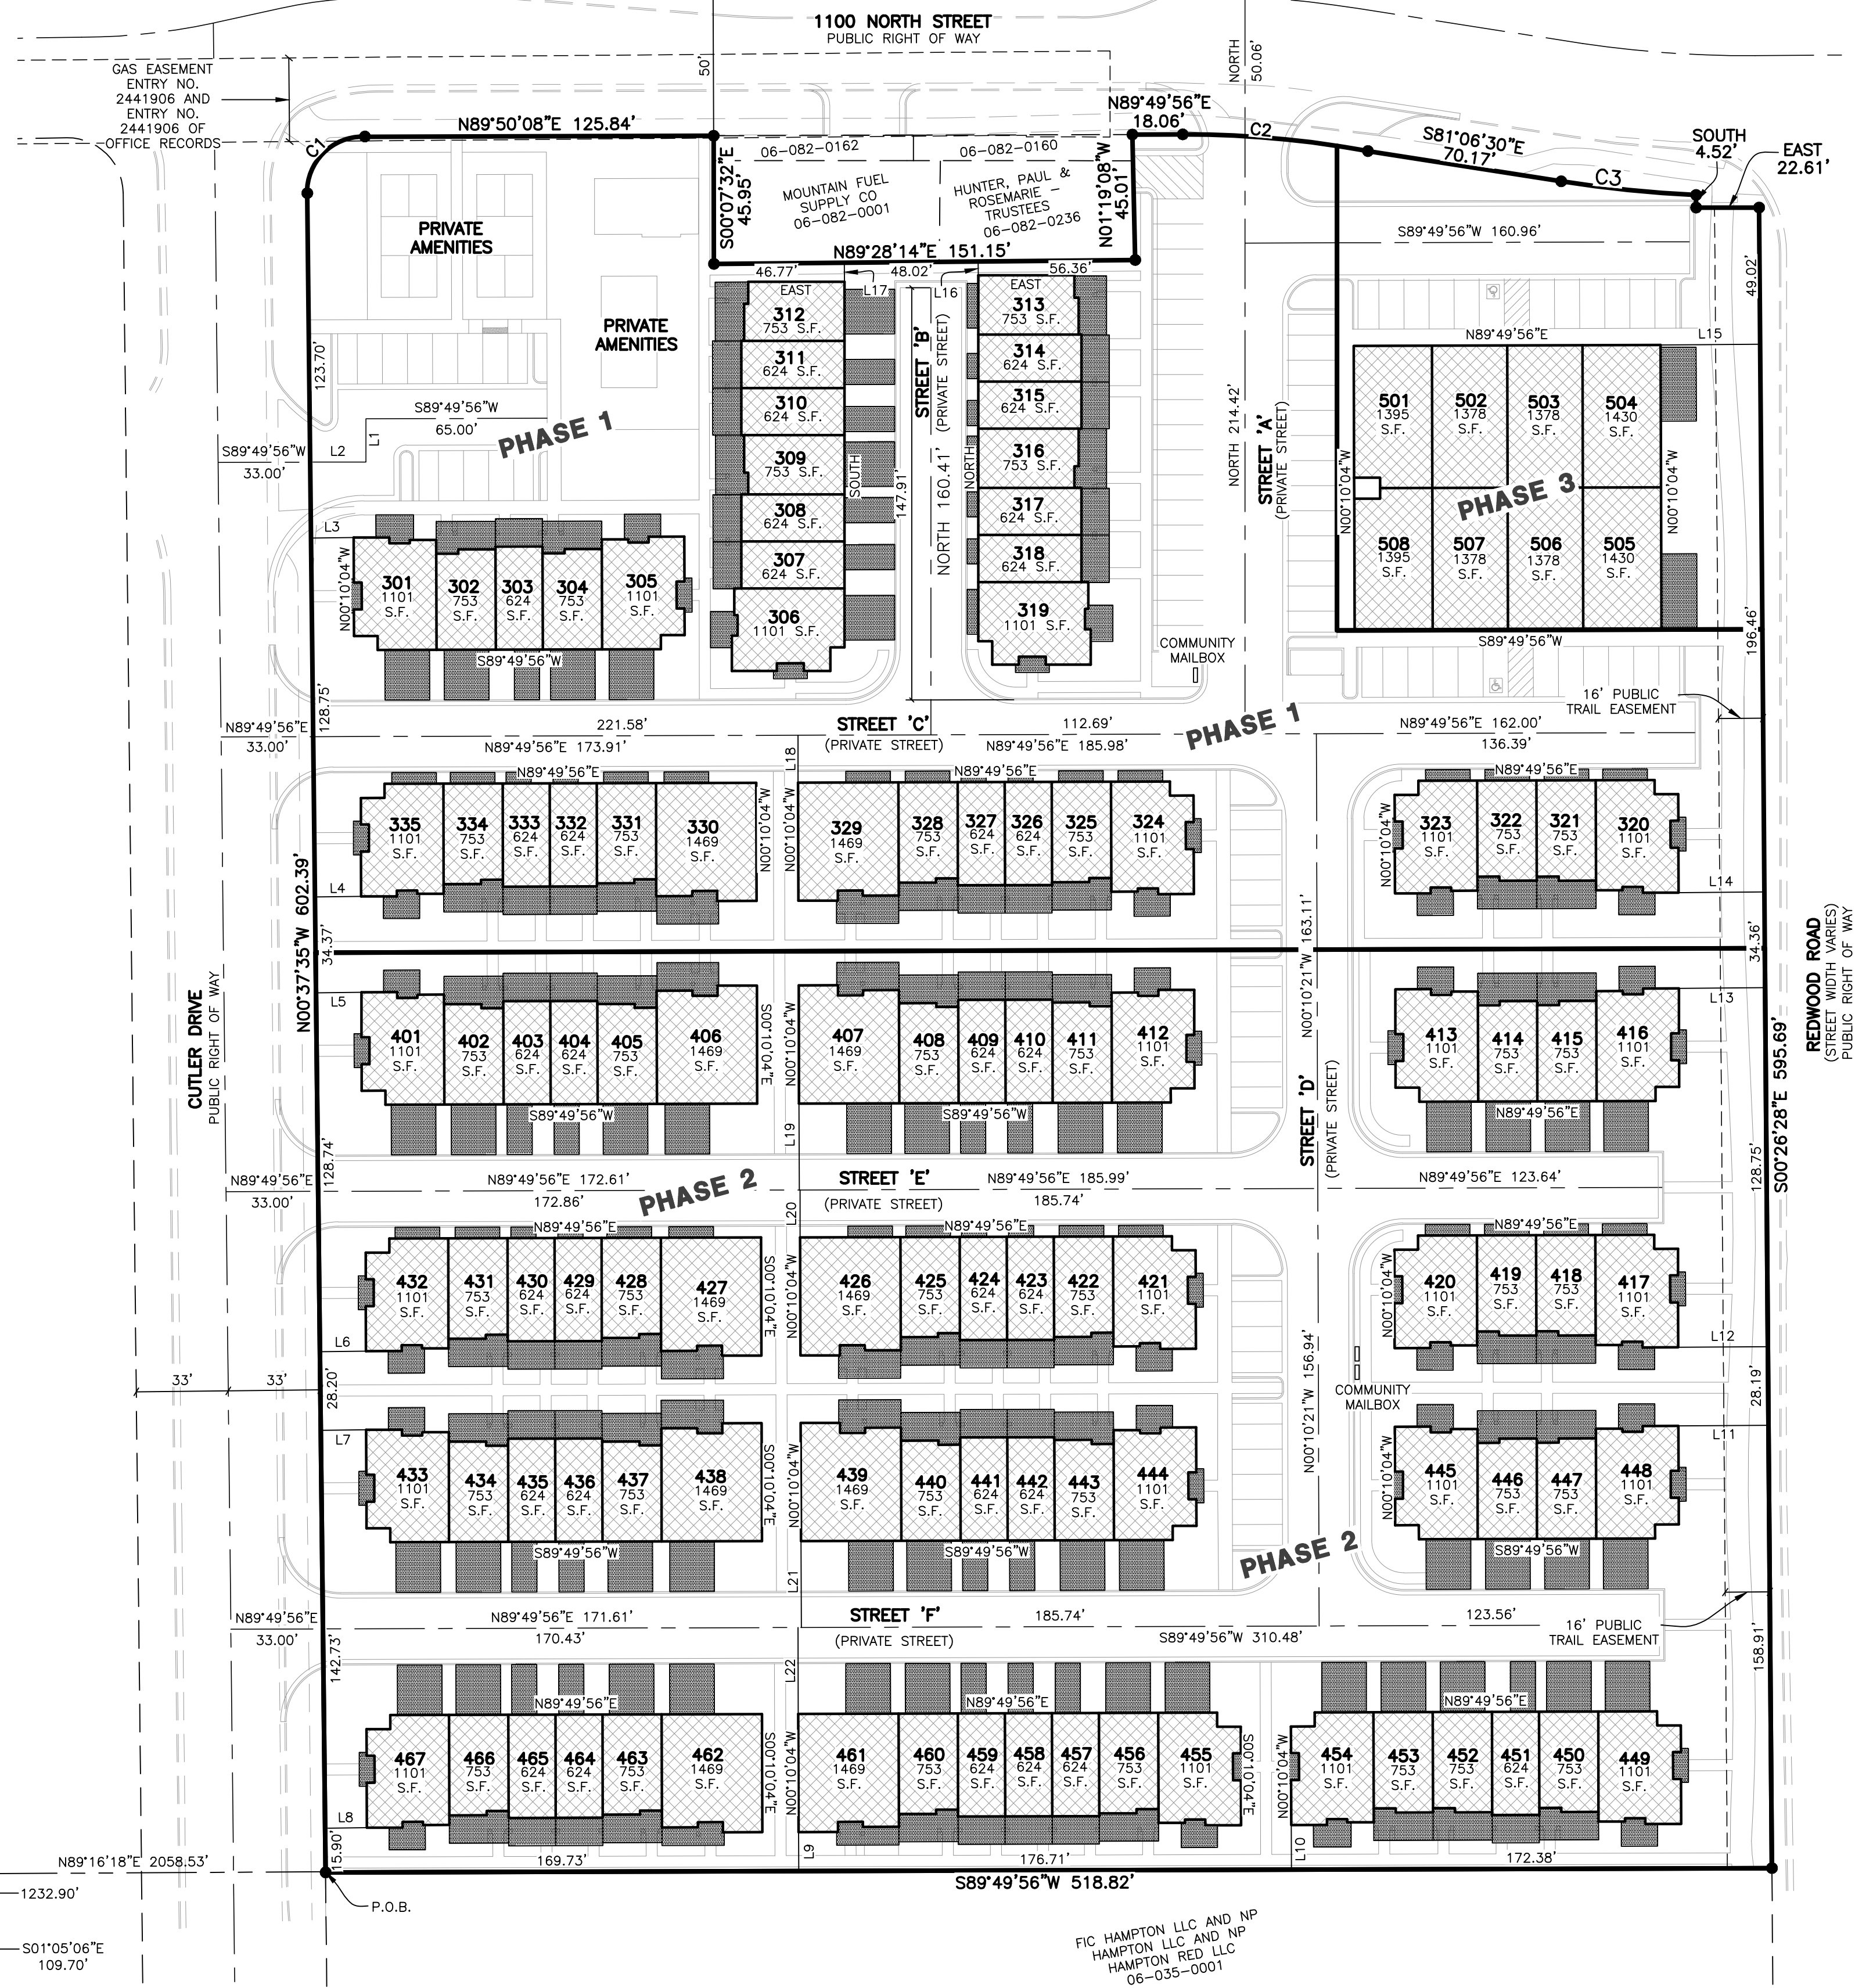 1100 NORTH STREET
PUBLIC RIGHT OF WAY
GAS EASEMENT
ENTRY NO.
2441906 AND
ENTRY NO.
2441906 OF
OFFICE RECORDS
50'
NORTH
50.06'
C1
N89°50'08"E 125.84'
S00°07'32"E
45.95'
06-082-0162
06-082-0160
MOUNTAIN FUEL
SUPPLY CO
06-082-0001
HUNTER, PAUL &
ROSEMARIE -
TRUSTEES
06-082-0236
N01°19'08"W
45.01'
N89°49'56"E
18.06'
C2
S81°06'30"E
70.17'
C3
SOUTH
4.52'
EAST
22.61'
N89°28'14"E 151.15'
46.77'
48.02'
56.36'
L17
L16
S89°49'56"W 160.96'
49.02'
PRIVATE
AMENITIES
PRIVATE
AMENITIES
123.70'
S89°49'56"W
65.00'
L1
L2
S89°49'56"W
33.00'
PHASE 1
L3
N00°10'04"W
301
1101
S.F.
302
753
S.F.
303
624
S.F.
304
753
S.F.
305
1101
S.F.
S89°49'56"W
EAST
312
753 S.F.
311
624 S.F.
310
624 S.F.
309
753 S.F.
308
624 S.F.
307
624 S.F.
306
1101 S.F.
SOUTH
147.91'
STREET 'B'
(PRIVATE STREET)
NORTH 160.41'
NORTH
EAST
313
753 S.F.
314
624 S.F.
315
624 S.F.
316
753 S.F.
317
624 S.F.
318
624 S.F.
319
1101 S.F.
COMMUNITY
MAILBOX
NORTH 214.42'
STREET 'A'
(PRIVATE STREET)
N89°49'56"E
L15
N00°10'04"W
501
1395
S.F.
502
1378
S.F.
503
1378
S.F.
504
1430
S.F.
N00°10'04"W
PHASE 3
508
1395
S.F.
507
1378
S.F.
506
1378
S.F.
505
1430
S.F.
S89°49'56"W
196.46'
16' PUBLIC
TRAIL EASEMENT
128.75'
N89°49'56"E
33.00'
221.58'
N89°49'56"E 173.91'
L18
STREET 'C'
(PRIVATE STREET)
112.69'
N89°49'56"E 185.98'
PHASE 1
N89°49'56"E 162.00'
136.39'
N89°49'56"E
N89°49'56"E
N89°49'56"E
335
1101
S.F.
334
753
S.F.
333
624
S.F.
332
624
S.F.
331
753
S.F.
330
1469
S.F.
N00°10'04"W
N00°10'04"W
329
1469
S.F.
328
753
S.F.
327
624
S.F.
326
624
S.F.
325
753
S.F.
324
1101
S.F.
N00°10'04"W
323
1101
S.F.
322
753
S.F.
321
753
S.F.
320
1101
S.F.
L4
L14
N00°37'35"W 602.39'
34.37'
N00°10'21"W 163.11'
34.36'
REDWOOD ROAD
(STREET WIDTH VARIES)
PUBLIC RIGHT OF WAY
CUTLER DRIVE
PUBLIC RIGHT OF WAY
L5
L13
401
1101
S.F.
402
753
S.F.
403
624
S.F.
404
624
S.F.
405
753
S.F.
406
1469
S.F.
S00°10'04"E
N00°10'04"W
407
1469
S.F.
408
753
S.F.
409
624
S.F.
410
624
S.F.
411
753
S.F.
412
1101
S.F.
413
1101
S.F.
414
753
S.F.
415
753
S.F.
416
1101
S.F.
S89°49'56"W
S89°49'56"W
N89°49'56"E
L19
STREET 'D'
(PRIVATE STREET)
S00°26'28"E 595.69'
128.74'
128.75'
N89°49'56"E
33.00'
N89°49'56"E 172.61'
172.86'
PHASE 2
STREET 'E'
(PRIVATE STREET)
N89°49'56"E 185.99'
185.74'
N89°49'56"E 123.64'
L20
N89°49'56"E
N89°49'56"E
N89°49'56"E
432
1101
S.F.
431
753
S.F.
430
624
S.F.
429
624
S.F.
428
753
S.F.
427
1469
S.F.
S00°10'04"E
N00°10'04"W
426
1469
S.F.
425
753
S.F.
424
624
S.F.
423
624
S.F.
422
753
S.F.
421
1101
S.F.
N00°10'04"W
420
1101
S.F.
419
753
S.F.
418
753
S.F.
417
1101
S.F.
L6
L12
33'
33'
28.20'
N00°10'21"W 156.94'
COMMUNITY
MAILBOX
28.19'
L7
L11
433
1101
S.F.
434
753
S.F.
435
624
S.F.
436
624
S.F.
437
753
S.F.
438
1469
S.F.
S00°10'04"E
N00°10'04"W
439
1469
S.F.
440
753
S.F.
441
624
S.F.
442
624
S.F.
443
753
S.F.
444
1101
S.F.
N00°10'04"W
445
1101
S.F.
446
753
S.F.
447
753
S.F.
448
1101
S.F.
S89°49'56"W
S89°49'56"W
S89°49'56"W
PHASE 2
L21
N89°49'56"E
33.00'
N89°49'56"E 171.61'
170.43'
STREET 'F'
(PRIVATE STREET)
185.74'
S89°49'56"W 310.48'
123.56'
16' PUBLIC
TRAIL EASEMENT
142.73'
158.91'
L22
N89°49'56"E
N89°49'56"E
N89°49'56"E
467
1101
S.F.
466
753
S.F.
465
624
S.F.
464
624
S.F.
463
753
S.F.
462
1469
S.F.
S00°10'04"E
N00°10'04"W
461
1469
S.F.
460
753
S.F.
459
624
S.F.
458
624
S.F.
457
624
S.F.
456
753
S.F.
455
1101
S.F.
S00°10'04"E
N00°10'04"W
454
1101
S.F.
453
753
S.F.
452
753
S.F.
451
624
S.F.
450
753
S.F.
449
1101
S.F.
L8
15.90'
L9
L10
N89°16'18"E 2058.53'
169.73'
176.71'
172.38'
S89°49'56"W 518.82'
1232.90'
P.O.B.
S01°05'06"E
109.70'
FIC HAMPTON LLC AND NP
HAMPTON LLC AND NP
HAMPTON RED LLC
06-035-0001